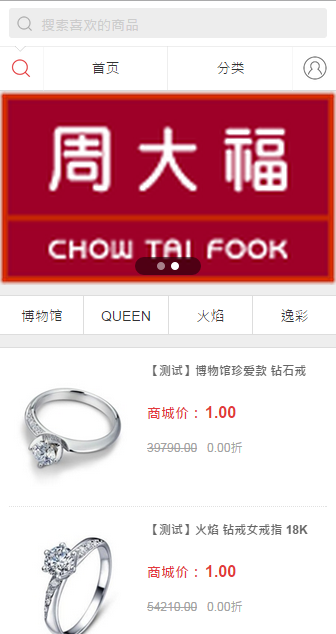 搜索喜欢的商品
首页 分类
周大福
CHOW TAI FOOK
博物馆 QUEEN 火焰 逸彩
【测试】博物馆珍爱款 钻石戒
商城价：1.00
39790.00 0.00折
【测试】火焰 钻戒女戒指 18K
商城价：1.00
54210.00 0.00折